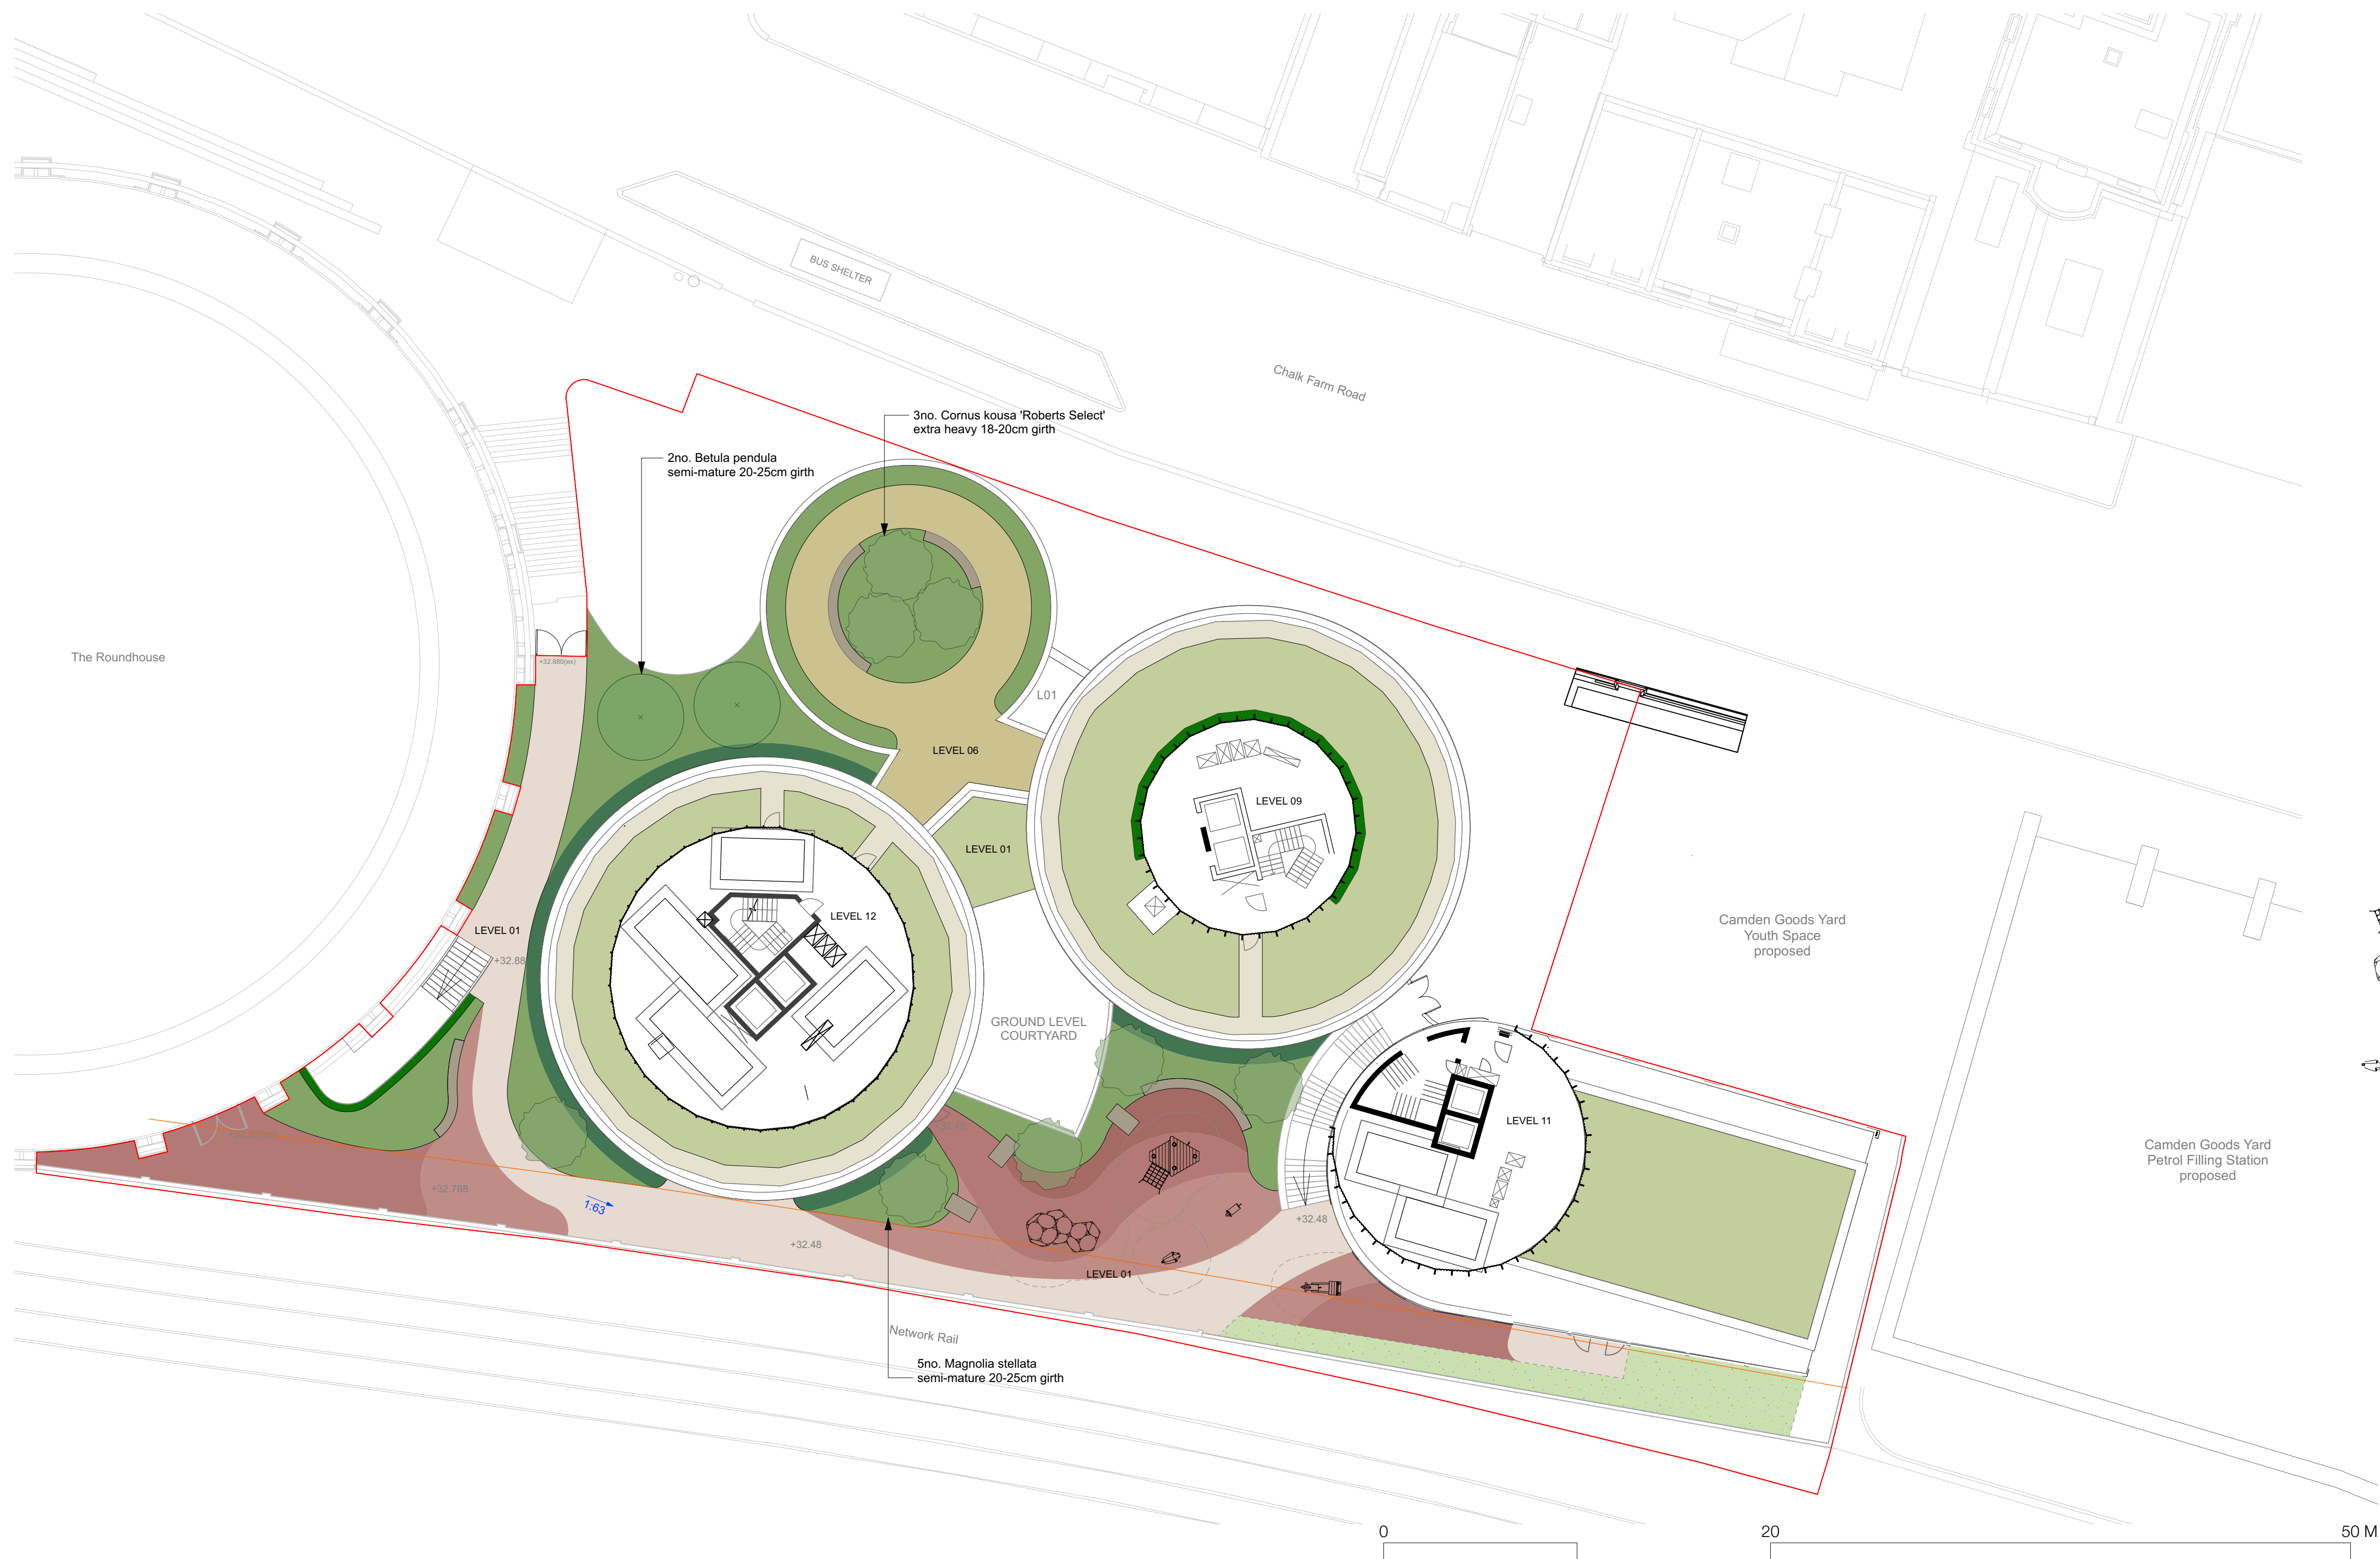 BUS SHELTER
Chalk Farm Road
3no. Cornus kousa 'Roberts Select'
extra heavy 18-20cm girth
2no. Betula pendula
semi-mature 20-25cm girth
The Roundhouse
+32.880(ex)
L01
LEVEL 06
LEVEL 09
LEVEL 01
LEVEL 12
LEVEL 01
+32.88
Camden Goods Yard
Youth Space
proposed
GROUND LEVEL
COURTYARD
LEVEL 11
+32.48
Camden Goods Yard
Petrol Filling Station
proposed
+32.768
1:63
+32.48
+32.48
LEVEL 01
Network Rail
5no. Magnolia stellata
semi-mature 20-25cm girth
0
20
50 M